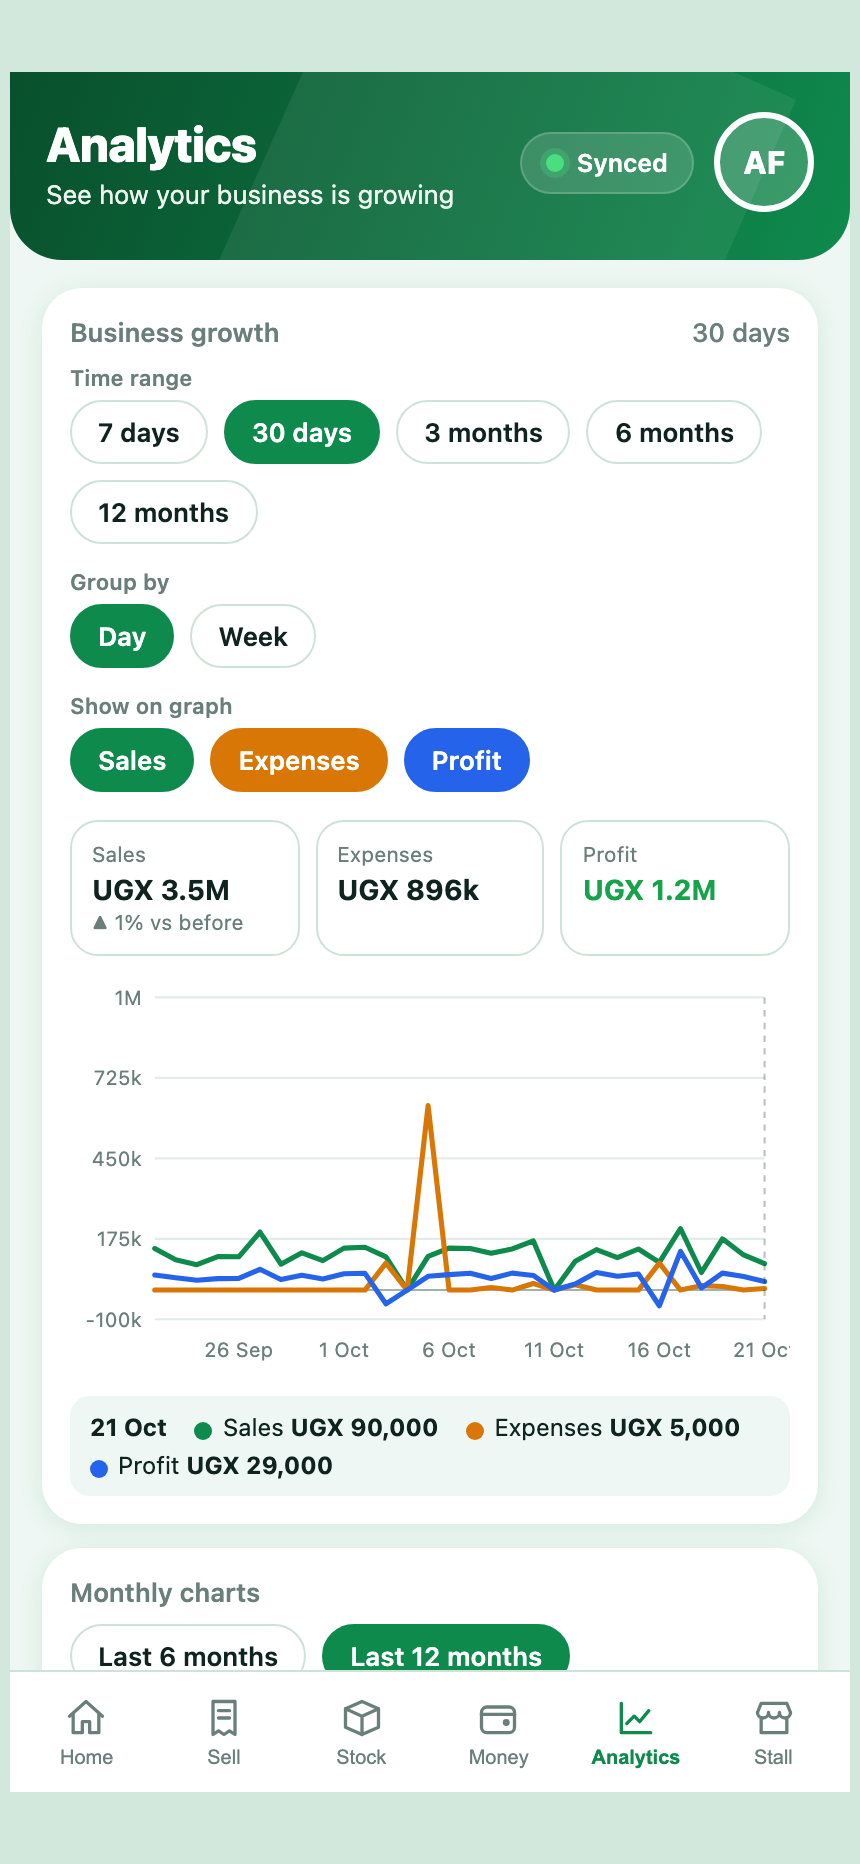 Analytics
See how your business is growing
Synced
AF
Business growth
30 days
Time range
7 days
30 days
3 months
6 months
12 months
Group by
Day
Week
Show on graph
Sales
Expenses
Profit
Sales
UGX 3.5M
▲ 1% vs before
Expenses
UGX 896k
Profit
UGX 1.2M
1M
725k
450k
175k
-100k
26 Sep
1 Oct
6 Oct
11 Oct
16 Oct
21 Oc
21 Oct Sales UGX 90,000 Expenses UGX 5,000
Profit UGX 29,000
Monthly charts
Last 6 months
Last 12 months
Home
Sell
Stock
Money
Analytics
Stall